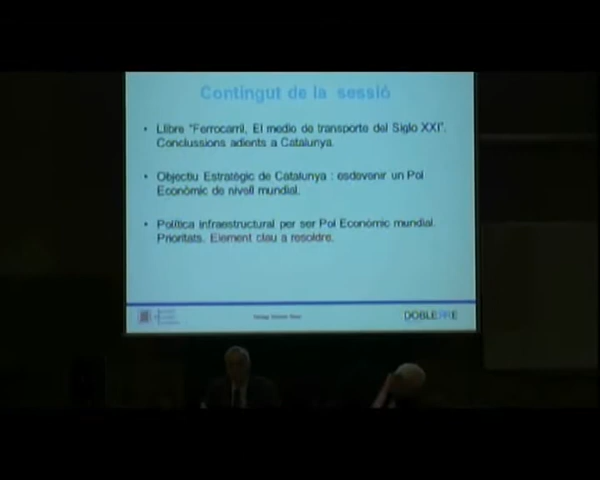 Contingut de la sessió
• Llibre "Ferrocarril, El medio de transporte del Siglo XXI".
Conclussions adients a Catalunya.
• Objectiu Estratègic de Catalunya : esdevenir un Pol
Econòmic de nivell mundial.
• Política infraestructural per ser Pol Econòmic mundial.
Prioritats. Element clau a resoldre.
DOBLERRE